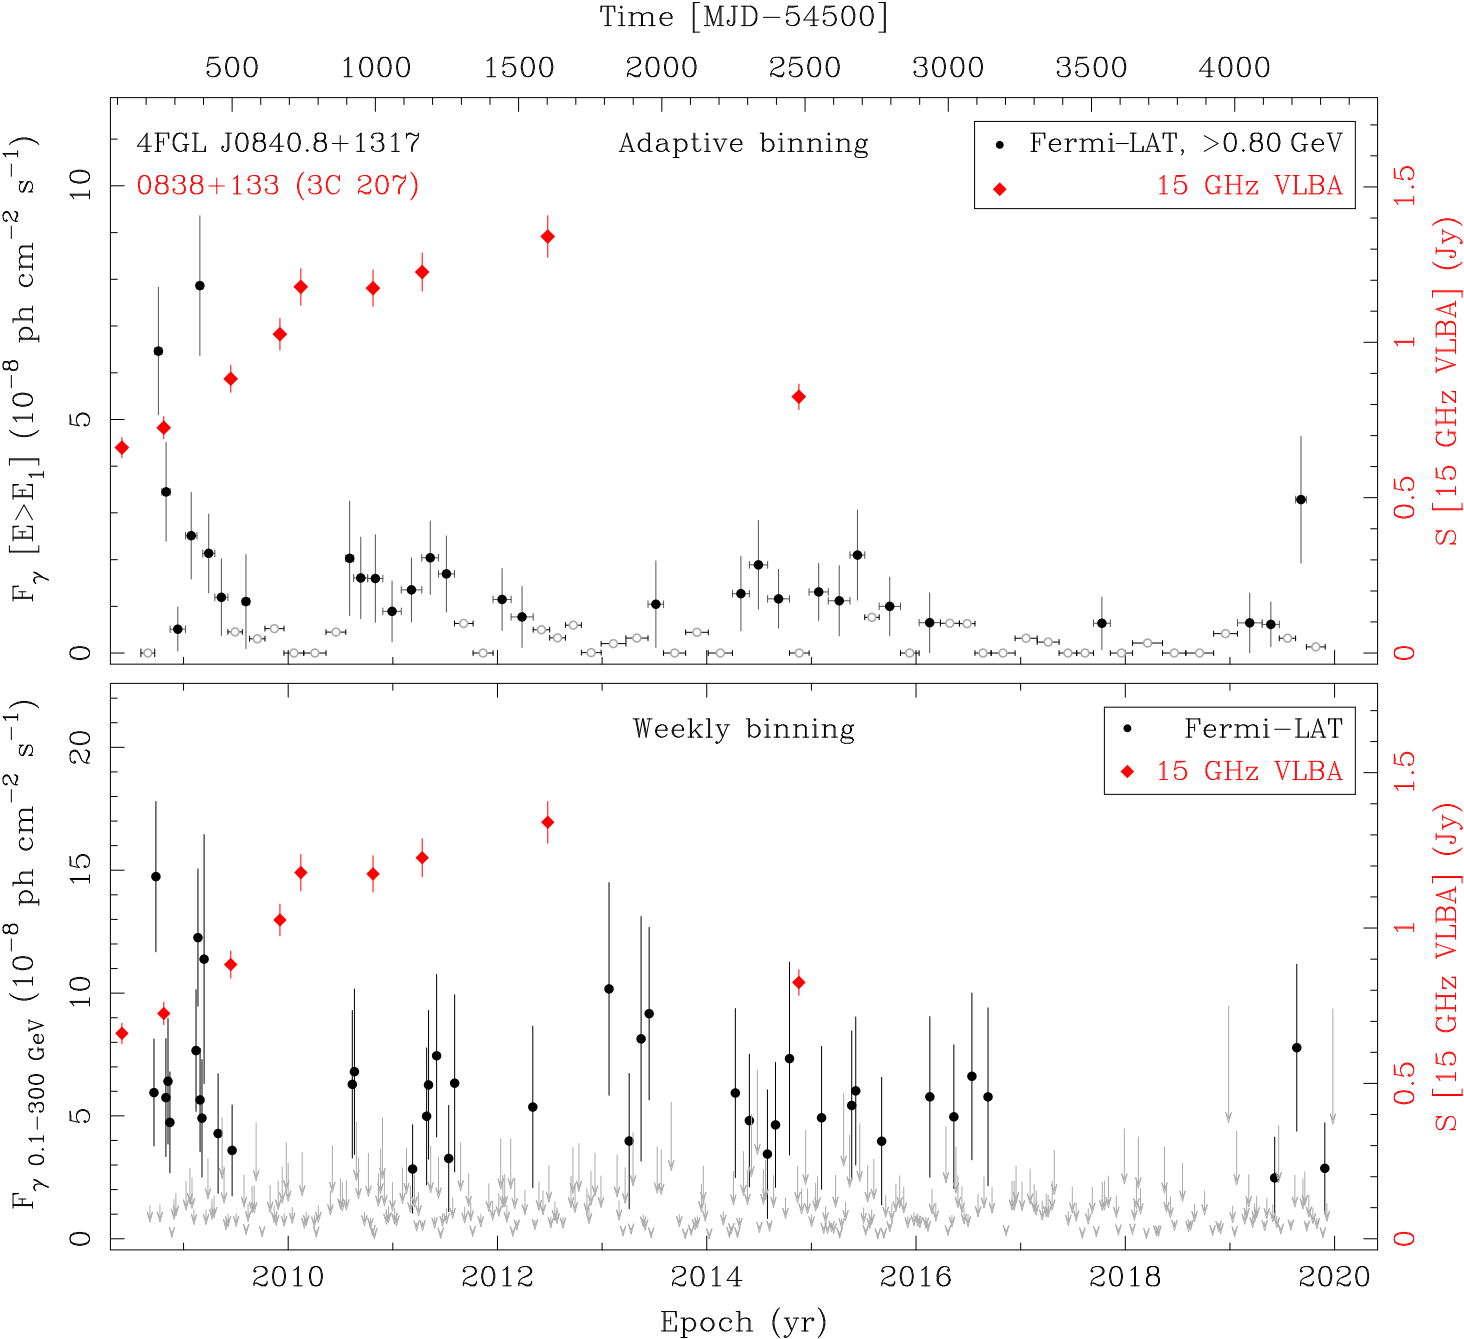 Time [MJD−54500]
500 1000 1500 2000 2500 3000 3500 4000
4FGL J0840.8+1317
0838+133 (3C 207)
Adaptive binning
Fermi−LAT, >0.80 GeV
15 GHz VLBA
F_γ [E>E_1] (10^−8 ph cm^−2 s^−1)
10
5
0
S [15 GHz VLBA] (Jy)
1.5
1
0.5
0
Weekly binning
Fermi−LAT
15 GHz VLBA
F_γ 0.1−300 GeV (10^−8 ph cm^−2 s^−1)
20
15
10
5
0
S [15 GHz VLBA] (Jy)
1.5
1
0.5
0
2010 2012 2014 2016 2018 2020
Epoch (yr)